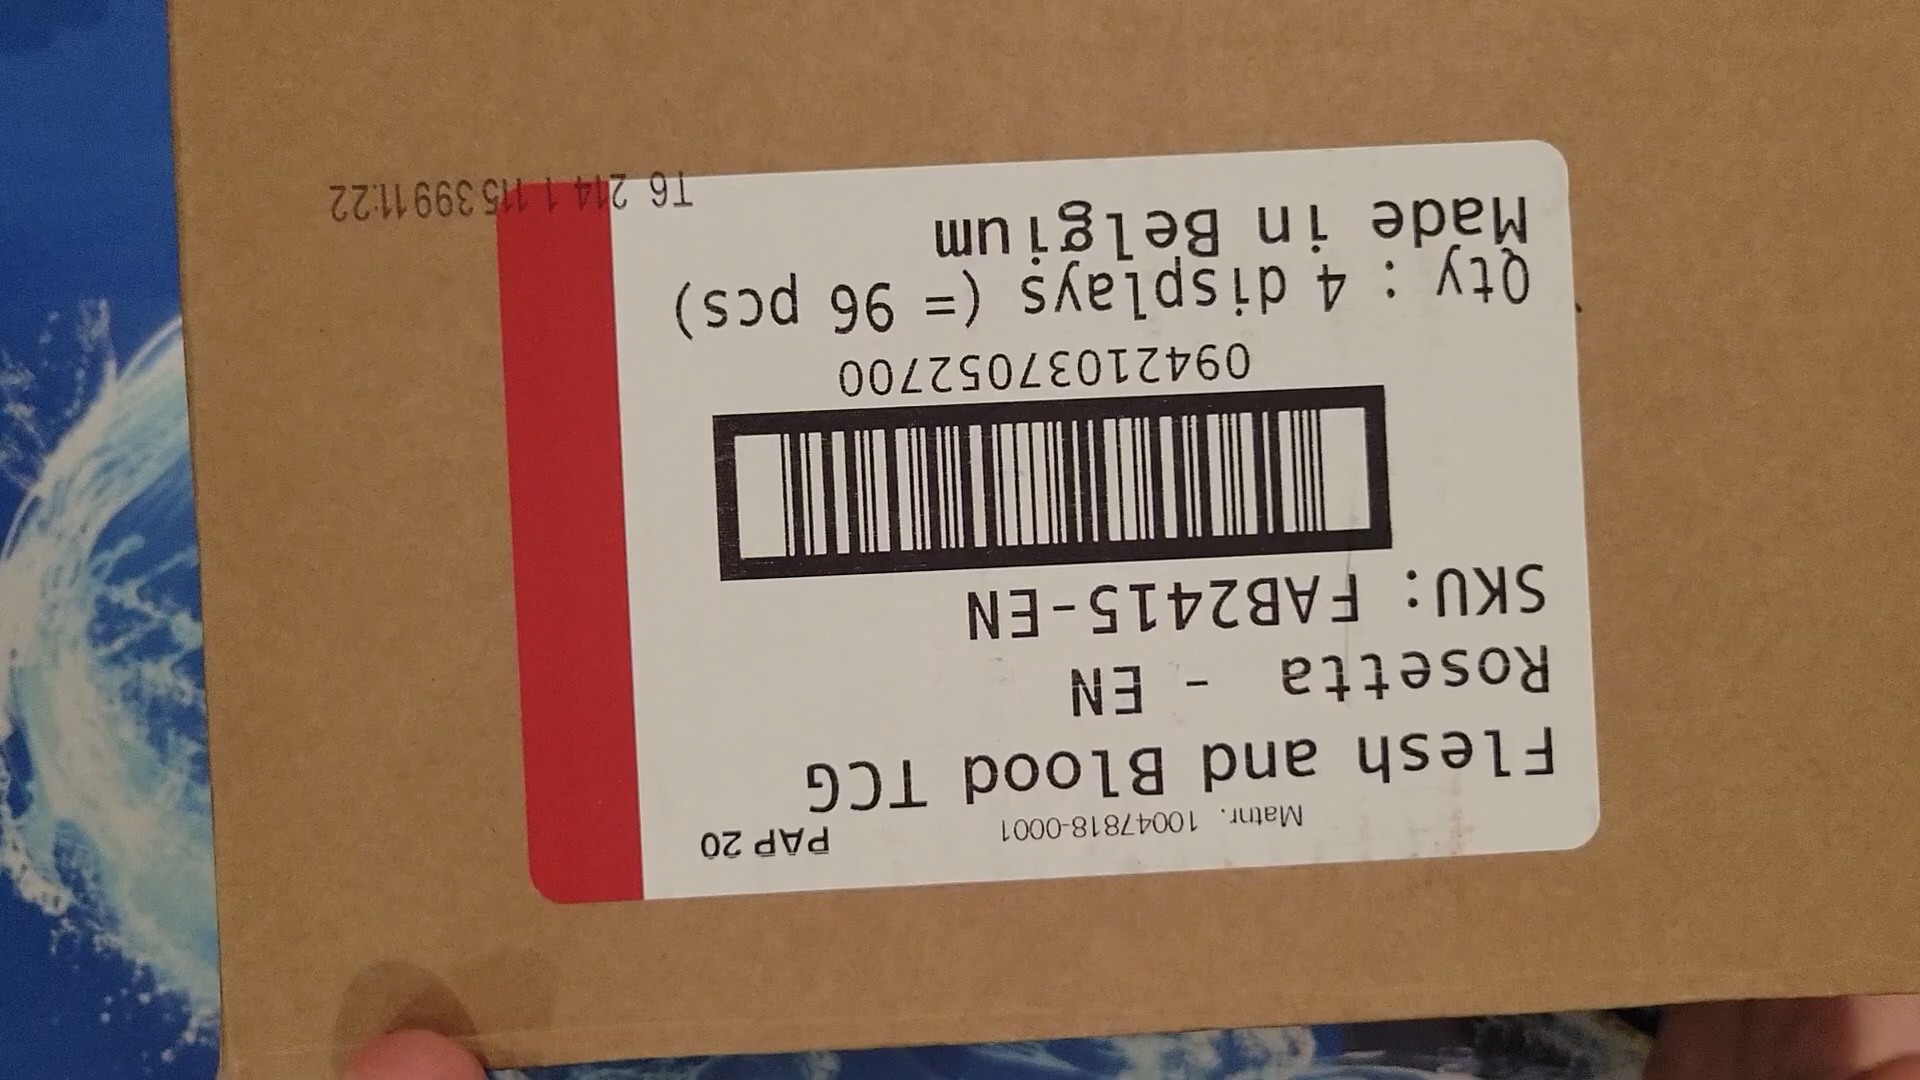 PAP 20
Matnr. 10047818-0001
Flesh and Blood TCG
Rosetta - EN
SKU: FAB2415-EN
09421037052700
Qty : 4 displays (= 96 pcs)
Made in Belgium
T6 214 1 115 399 11:22